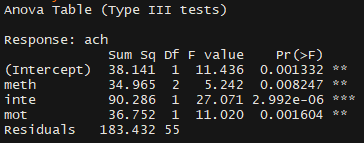 Anova Table (Type III tests)
Response: ach
Sum Sq Df F value Pr(>F)
(Intercept) 38.141 1 11.436 0.001332 **
meth 34.965 2 5.242 0.008247 **
inte 90.286 1 27.071 2.992e-06 ***
mot 36.752 1 11.020 0.001604 **
Residuals 183.432 55